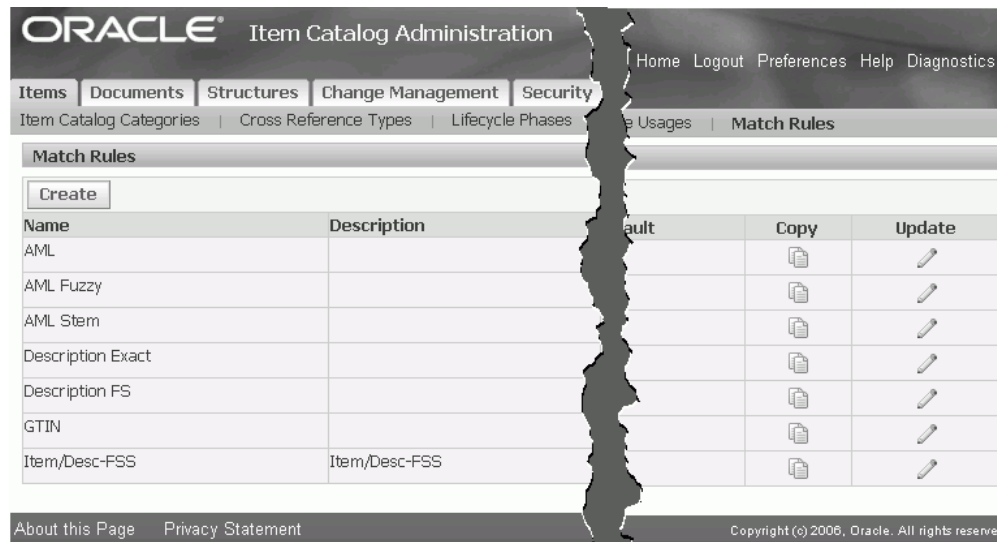 ORACLE® Item Catalog Administration
Home Logout Preferences Help Diagnostics
Items Documents Structures Change Management Security
Item Catalog Categories | Cross Reference Types | Lifecycle Phases Usages | Match Rules
Match Rules
Create
Name Description Copy Update
AML
AML Fuzzy
AML Stem
Description Exact
Description FS
GTIN
Item/Desc-FSS Item/Desc-FSS
About this Page Privacy Statement Copyright (c) 2006, Oracle. All rights